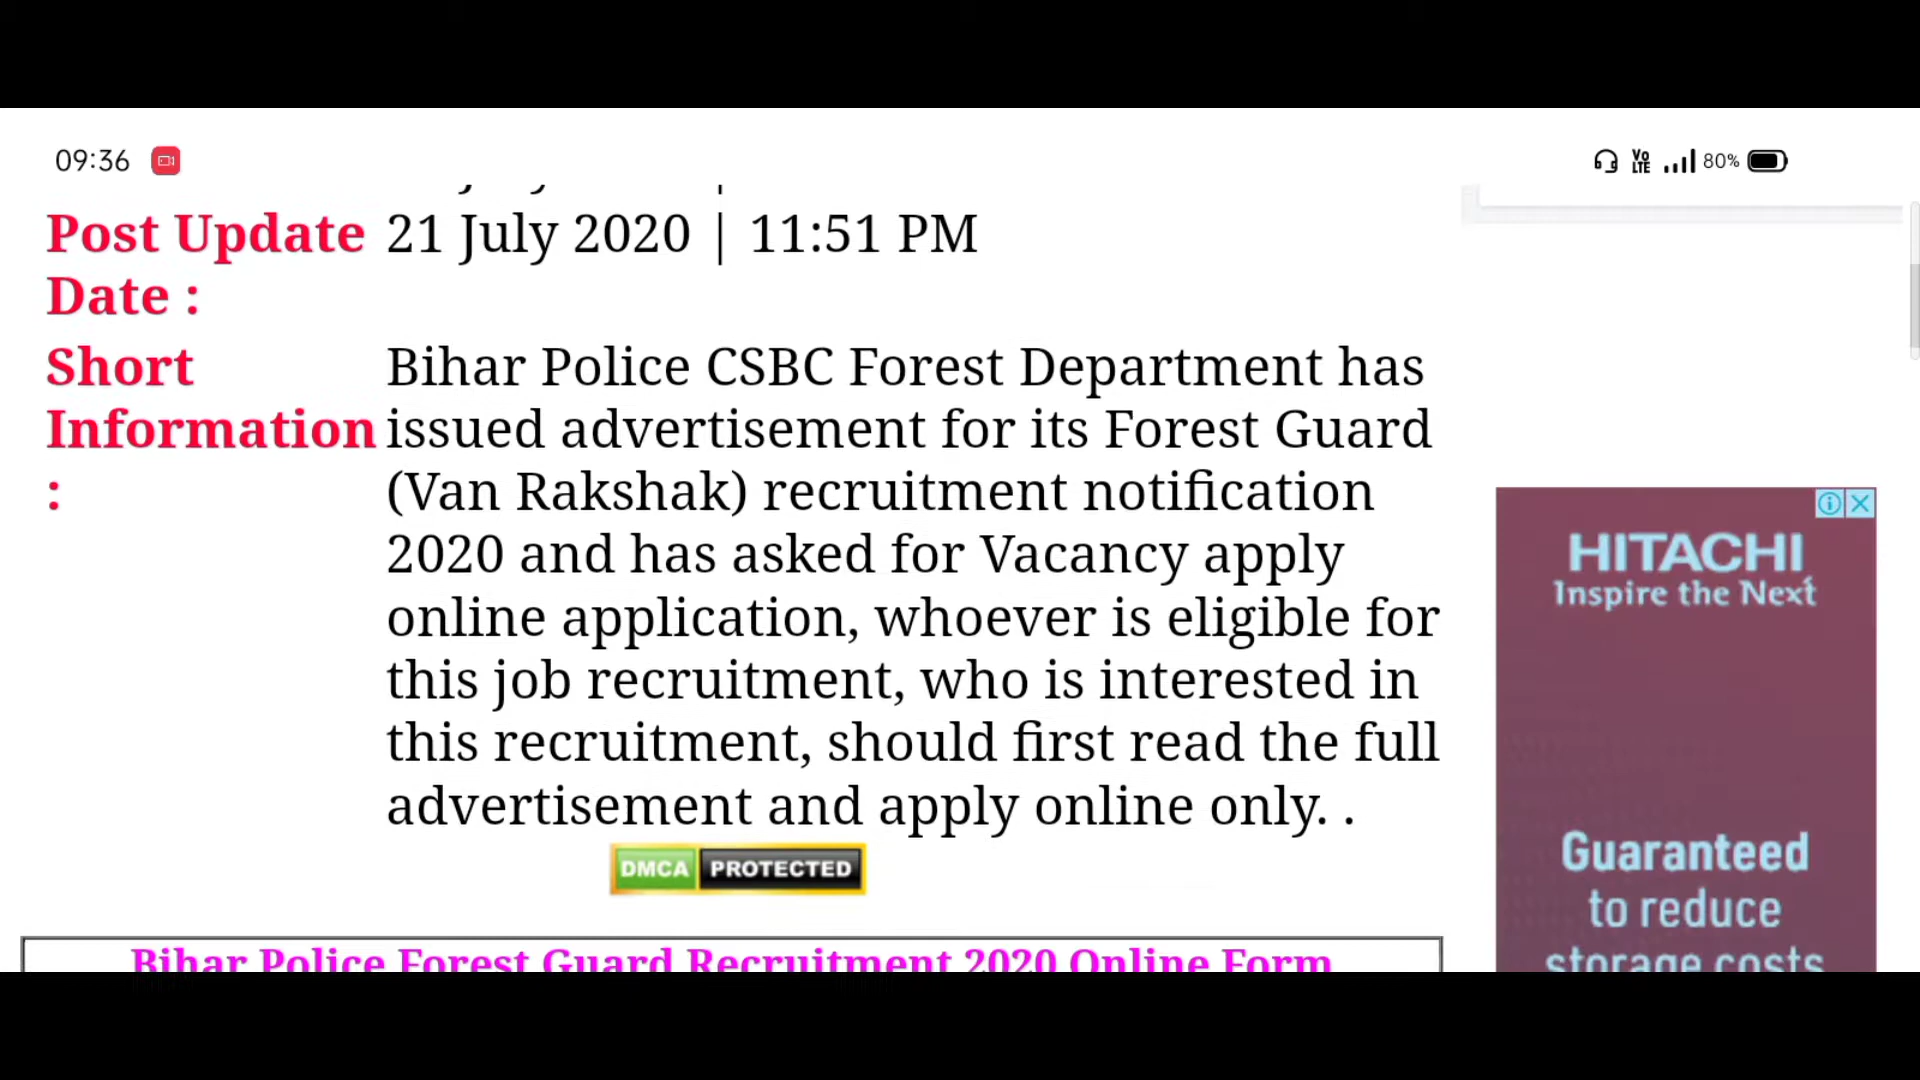 09:36
Vo LTE 80%
Post Update 21 July 2020 | 11:51 PM
Date :
Short Bihar Police CSBC Forest Department has
Information issued advertisement for its Forest Guard
: (Van Rakshak) recruitment notification
2020 and has asked for Vacancy apply
online application, whoever is eligible for
this job recruitment, who is interested in
this recruitment, should first read the full
advertisement and apply online only. .
DMCA PROTECTED
Bihar Police Forest Guard Recruitment 2020 Online Form
HITACHI
Inspire the Next
Guaranteed
to reduce
storage costs